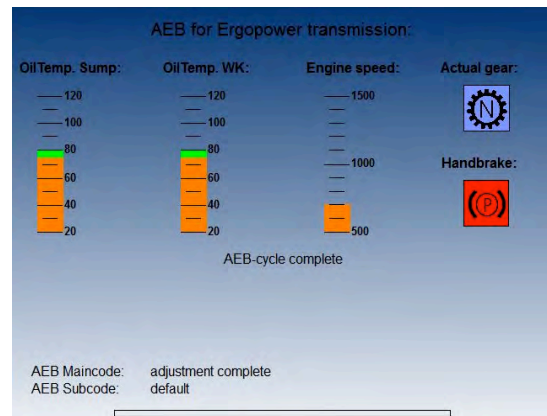 AEB for Ergopower transmission:
OilTemp. Sump: OilTemp. WK: Engine speed: Actual gear:
120 120 1500
100 100
80 80
1000 Handbrake:
60 60
40 40
20 20 500
N
P
AEB-cycle complete
AEB Maincode: adjustment complete
AEB Subcode: default